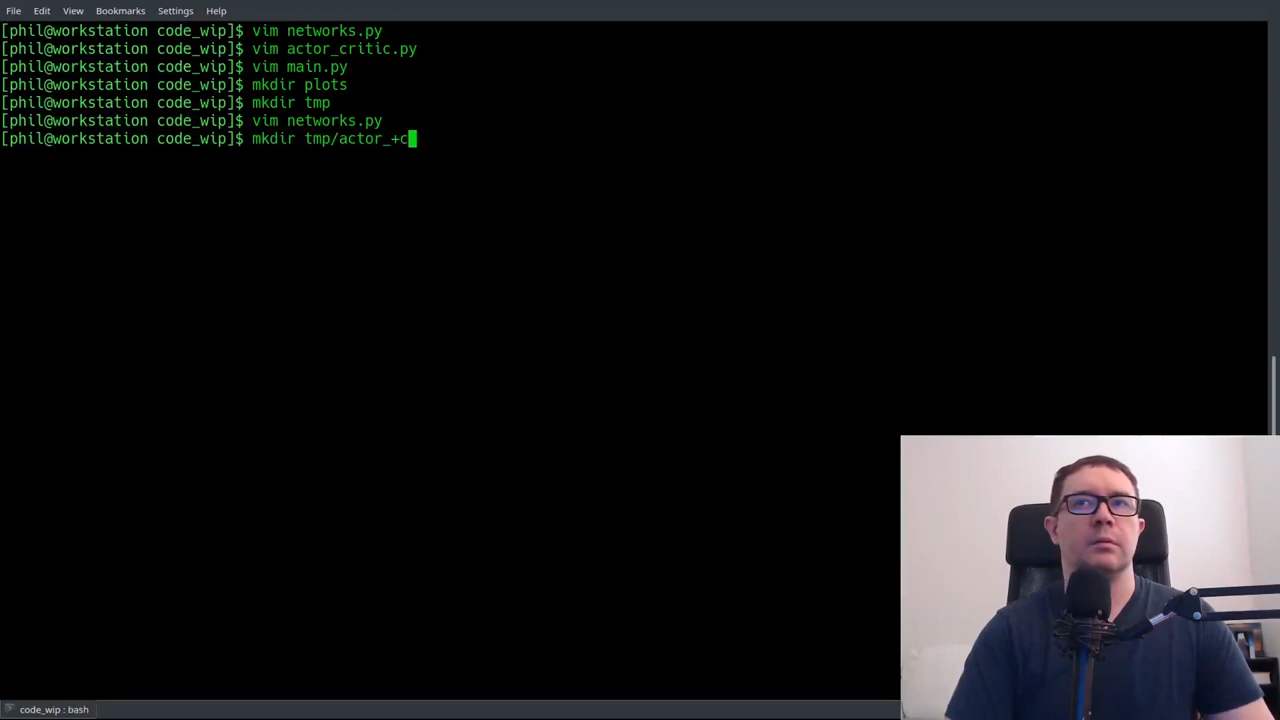 File Edit View Bookmarks Settings Help
[phil@workstation code_wip]$ vim networks.py
[phil@workstation code_wip]$ vim actor_critic.py
[phil@workstation code_wip]$ vim main.py
[phil@workstation code_wip]$ mkdir plots
[phil@workstation code_wip]$ mkdir tmp
[phil@workstation code_wip]$ vim networks.py
[phil@workstation code_wip]$ mkdir tmp/actor_+c
code_wip : bash